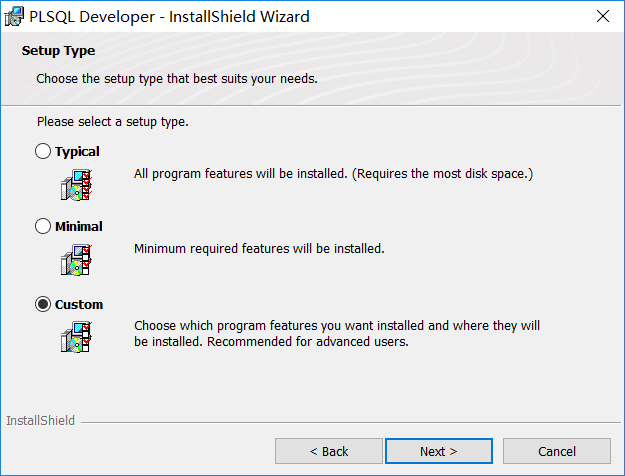 PLSQL Developer - InstallShield Wizard
Setup Type
Choose the setup type that best suits your needs.
Please select a setup type.
Typical
All program features will be installed. (Requires the most disk space.)
Minimal
Minimum required features will be installed.
Custom
Choose which program features you want installed and where they will
be installed. Recommended for advanced users.
InstallShield
< Back
Next >
Cancel